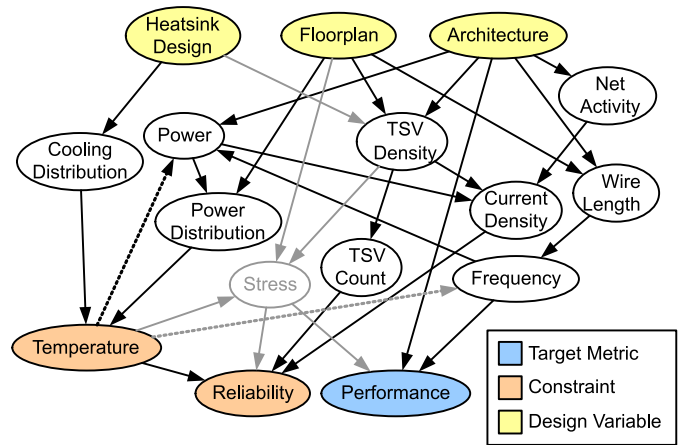 Heatsink
Design
Floorplan
Architecture
Net
Activity
Power
TSV
Density
Cooling
Distribution
Wire
Length
Power
Distribution
Current
Density
Stress
TSV
Count
Frequency
Temperature
Reliability
Performance
Target Metric
Constraint
Design Variable